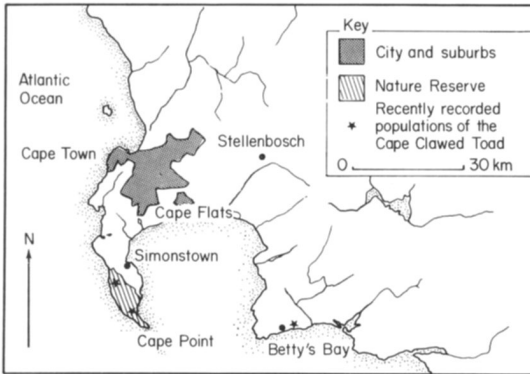 Key
City and suburbs
Nature Reserve
Recently recorded
populations of the
Cape Clawed Toad
0 30 km
Atlantic
Ocean
Cape Town
Stellenbosch
Cape Flats
N
Simonstown
Cape Point
Betty's Bay